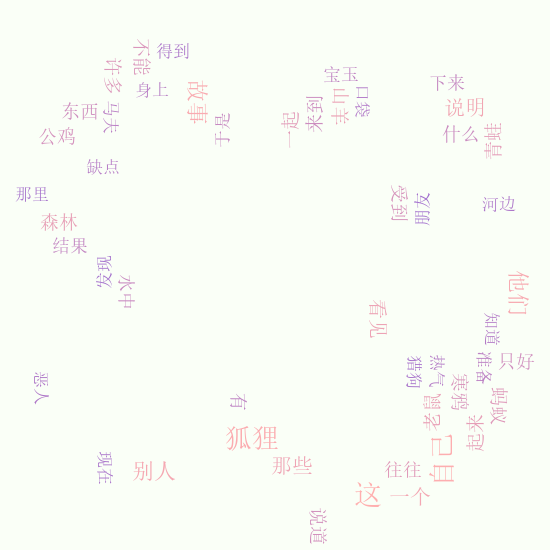 不能
得到
许多
身上
故事
宝玉
口袋
下来
东西
马夫
于是
一起
来到
山羊
说明
公鸡
什么
缺点
那里
受到
朋友
河边
森林
结果
发现
水中
他们
看见
知道
恶人
猎狗
热气
准备
只好
寒鸦
蚂蚁
有
老鼠
起来
狐狸
自己
现在
别人
那些
往往
这
一个
说道